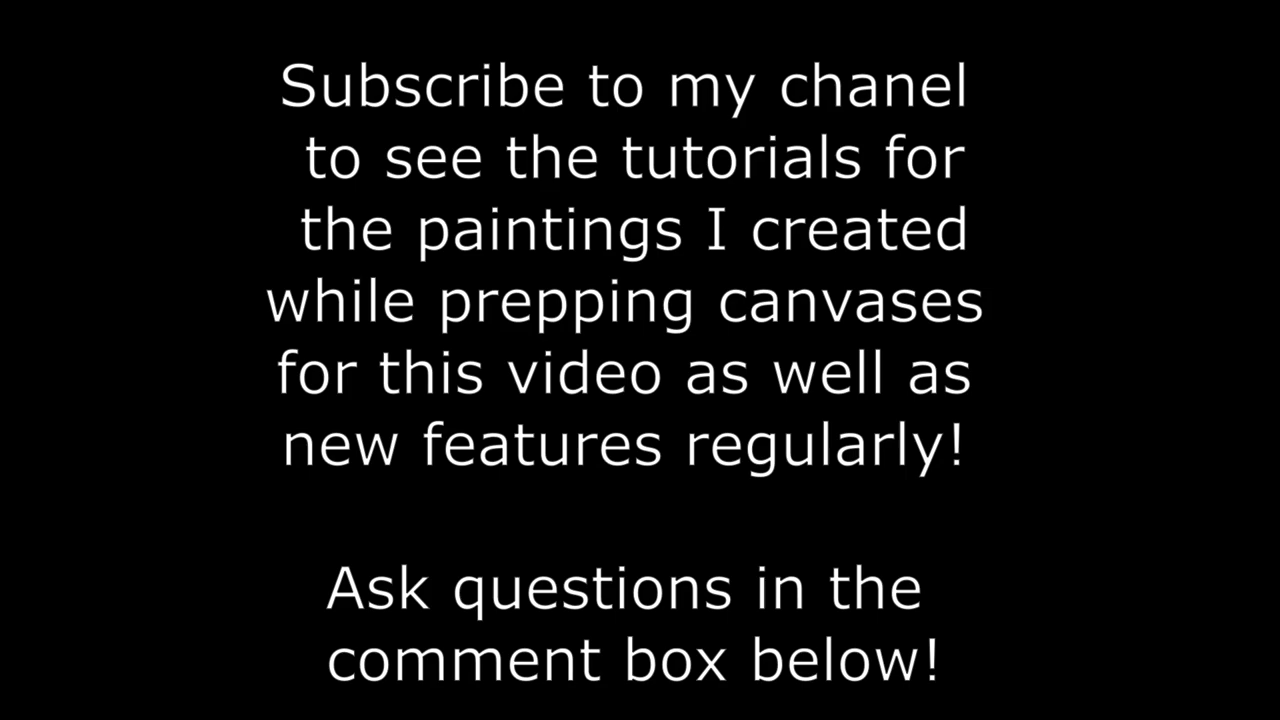 Subscribe to my chanel
to see the tutorials for
the paintings I created
while prepping canvases
for this video as well as
new features regularly!
Ask questions in the
comment box below!